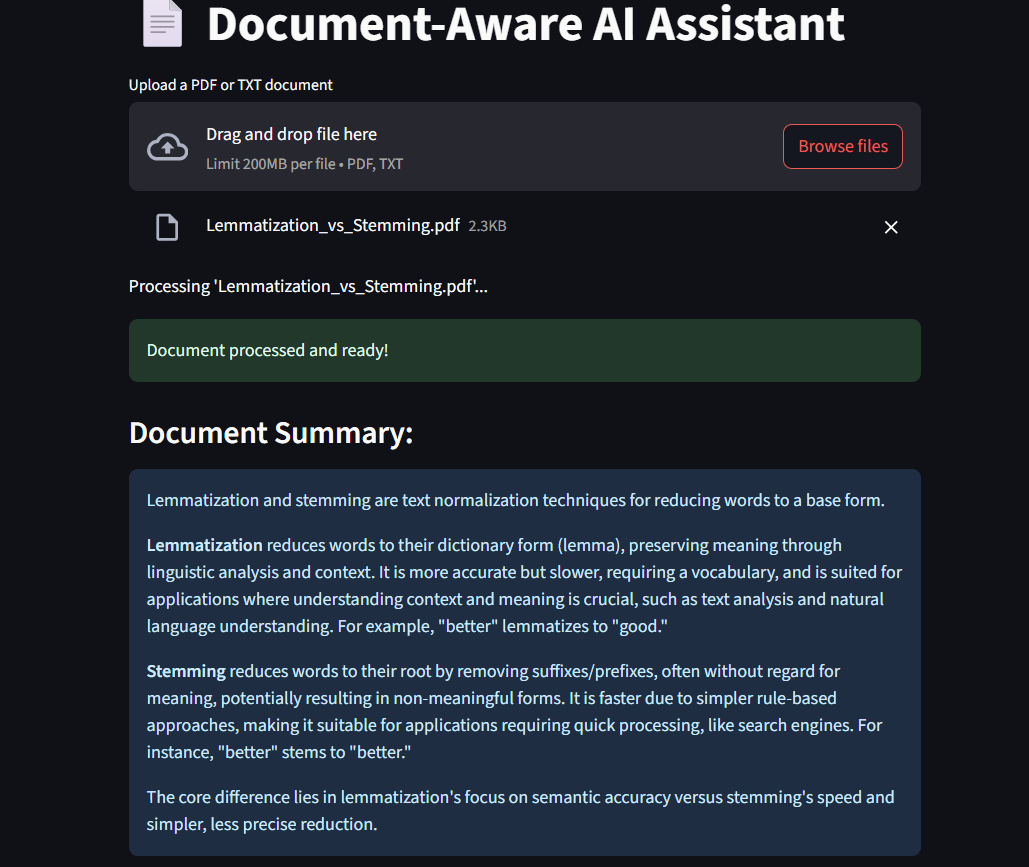 Document-Aware AI Assistant
Upload a PDF or TXT document
Drag and drop file here
Limit 200MB per file • PDF, TXT
Browse files
Lemmatization_vs_Stemming.pdf 2.3KB
Processing 'Lemmatization_vs_Stemming.pdf'...
Document processed and ready!
Document Summary:
Lemmatization and stemming are text normalization techniques for reducing words to a base form.
Lemmatization reduces words to their dictionary form (lemma), preserving meaning through
linguistic analysis and context. It is more accurate but slower, requiring a vocabulary, and is suited for
applications where understanding context and meaning is crucial, such as text analysis and natural
language understanding. For example, "better" lemmatizes to "good."
Stemming reduces words to their root by removing suffixes/prefixes, often without regard for
meaning, potentially resulting in non-meaningful forms. It is faster due to simpler rule-based
approaches, making it suitable for applications requiring quick processing, like search engines. For
instance, "better" stems to "better."
The core difference lies in lemmatization's focus on semantic accuracy versus stemming's speed and
simpler, less precise reduction.